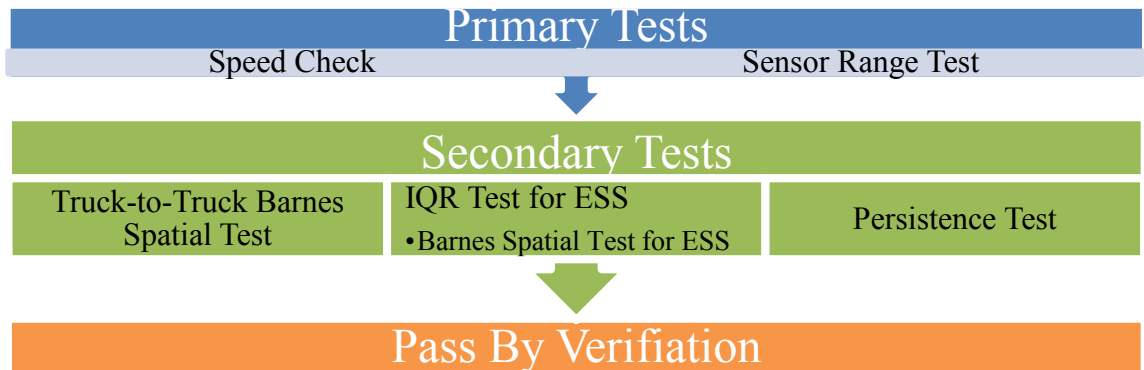 Primary Tests
Speed Check
Sensor Range Test
Secondary Tests
Truck-to-Truck Barnes
Spatial Test
IQR Test for ESS
•Barnes Spatial Test for ESS
Persistence Test
Pass By Verifiation